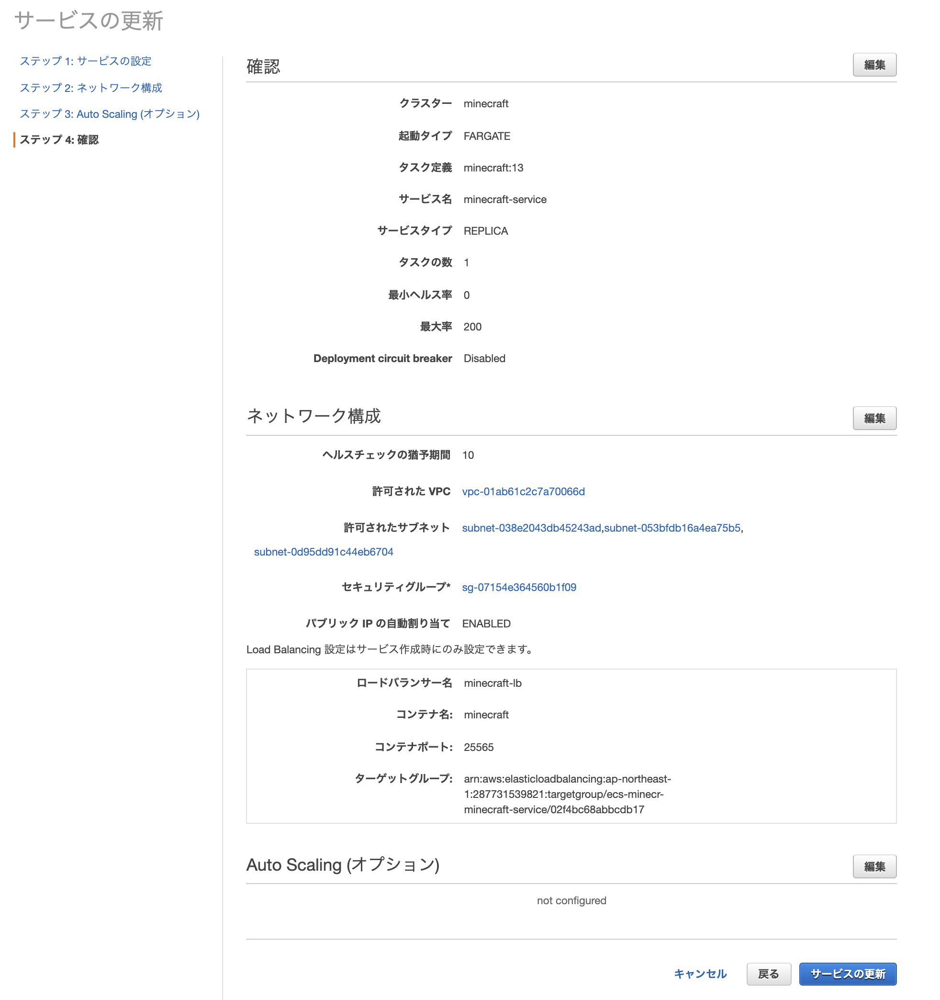 サービスの更新
ステップ 1: サービスの設定
ステップ 2: ネットワーク構成
ステップ 3: Auto Scaling (オプション)
ステップ 4: 確認
確認
編集
クラスター minecraft
起動タイプ FARGATE
タスク定義 minecraft:13
サービス名 minecraft-service
サービスタイプ REPLICA
タスクの数 1
最小ヘルス率 0
最大率 200
Deployment circuit breaker Disabled
ネットワーク構成
編集
ヘルスチェックの猶予期間 10
許可された VPC vpc-01ab61c2c7a70066d
許可されたサブネット subnet-038e2043db45243ad,subnet-053bfdb16a4ea75b5,
subnet-0d95dd91c44eb6704
セキュリティグループ* sg-07154e364560b1f09
パブリック IP の自動割り当て ENABLED
Load Balancing 設定はサービス作成時にのみ設定できます。
ロードバランサー名 minecraft-lb
コンテナ名: minecraft
コンテナポート: 25565
ターゲットグループ: arn:aws:elasticloadbalancing:ap-northeast-
1:287731539821:targetgroup/ecs-minecr-
minecraft-service/02f4bc68abbcdb17
Auto Scaling (オプション)
編集
not configured
キャンセル
戻る
サービスの更新